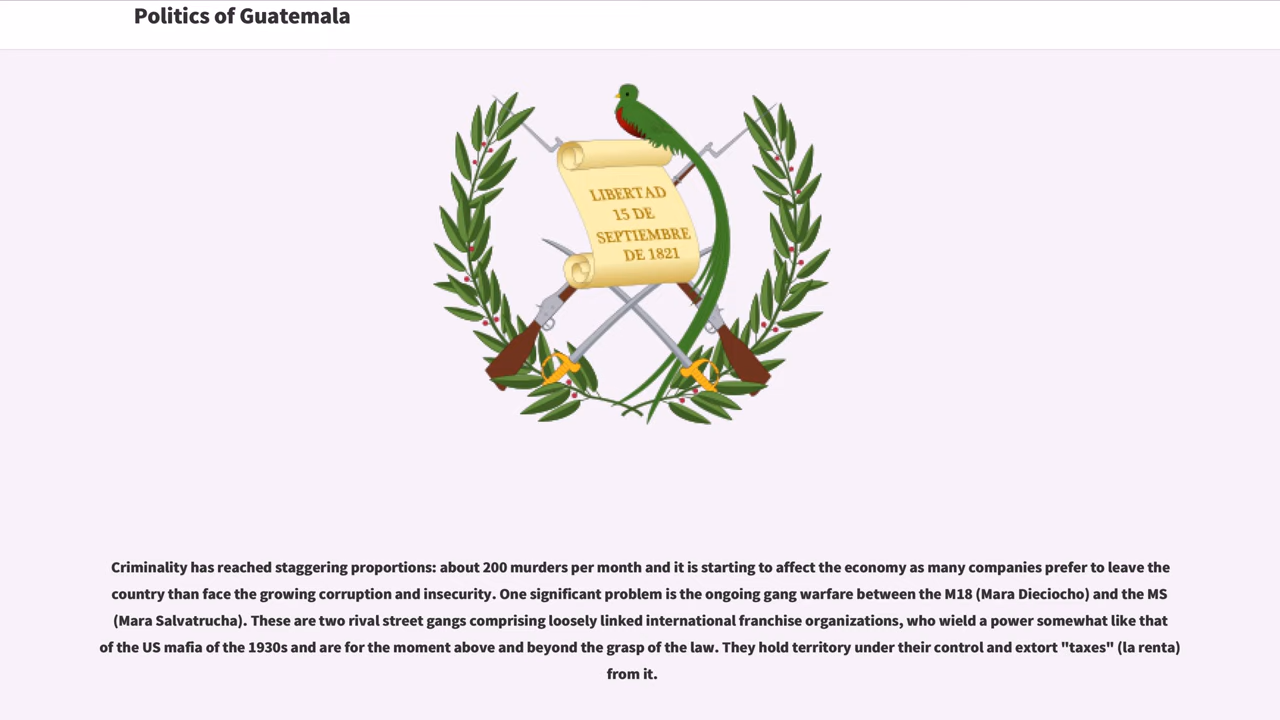 Politics of Guatemala
LIBERTAD
15 DE
SEPTIEMBRE
DE 1821
Criminality has reached staggering proportions: about 200 murders per month and it is starting to affect the economy as many companies prefer to leave the
country than face the growing corruption and insecurity. One significant problem is the ongoing gang warfare between the M18 (Mara Dieciocho) and the MS
(Mara Salvatrucha). These are two rival street gangs comprising loosely linked international franchise organizations, who wield a power somewhat like that
of the US mafia of the 1930s and are for the moment above and beyond the grasp of the law. They hold territory under their control and extort "taxes" (la renta)
from it.